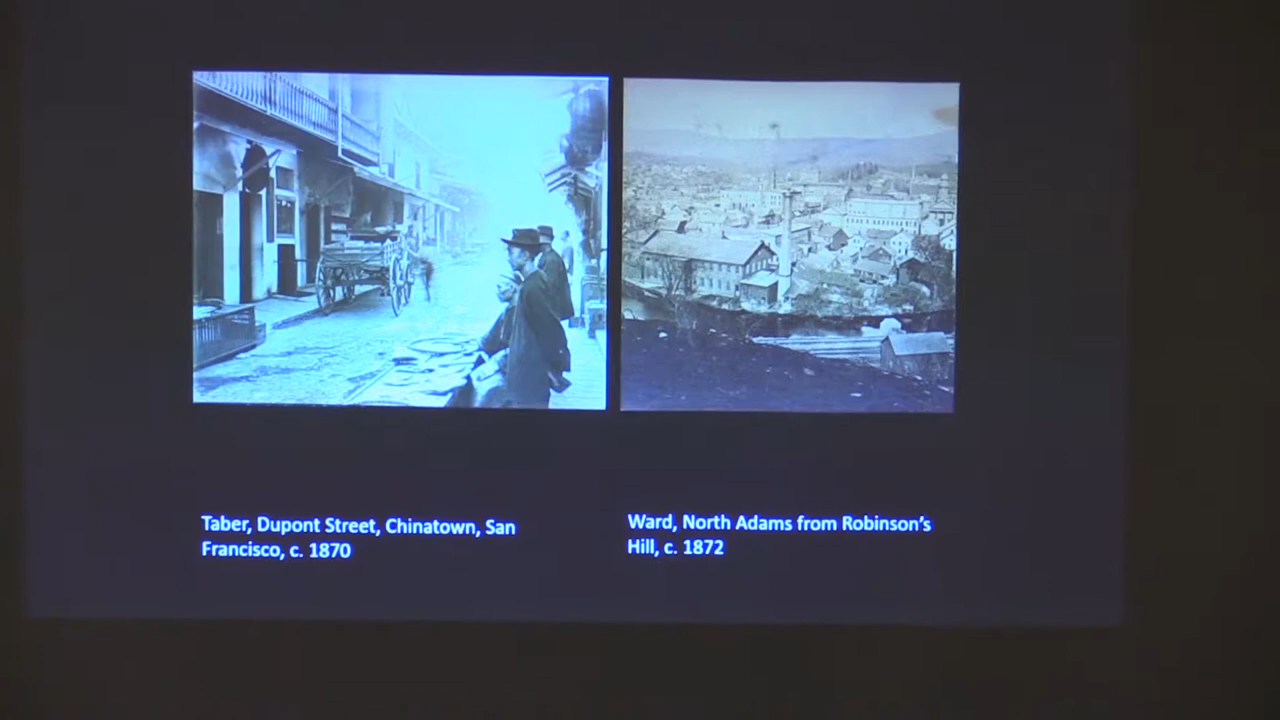 Taber, Dupont Street, Chinatown, San
Francisco, c. 1870
Ward, North Adams from Robinson's
Hill, c. 1872